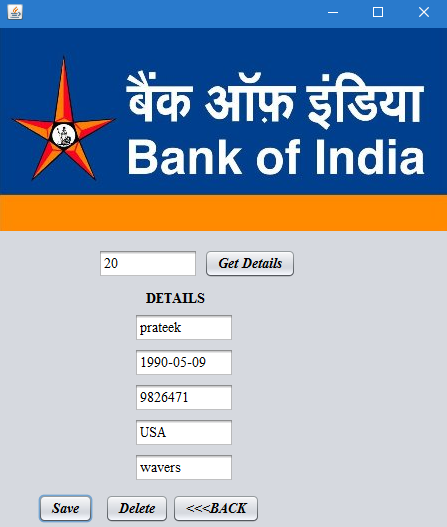 बैंक ऑफ़ इंडिया
Bank of India
20 Get Details
DETAILS
prateek
1990-05-09
9826471
USA
wavers
Save Delete <<<BACK